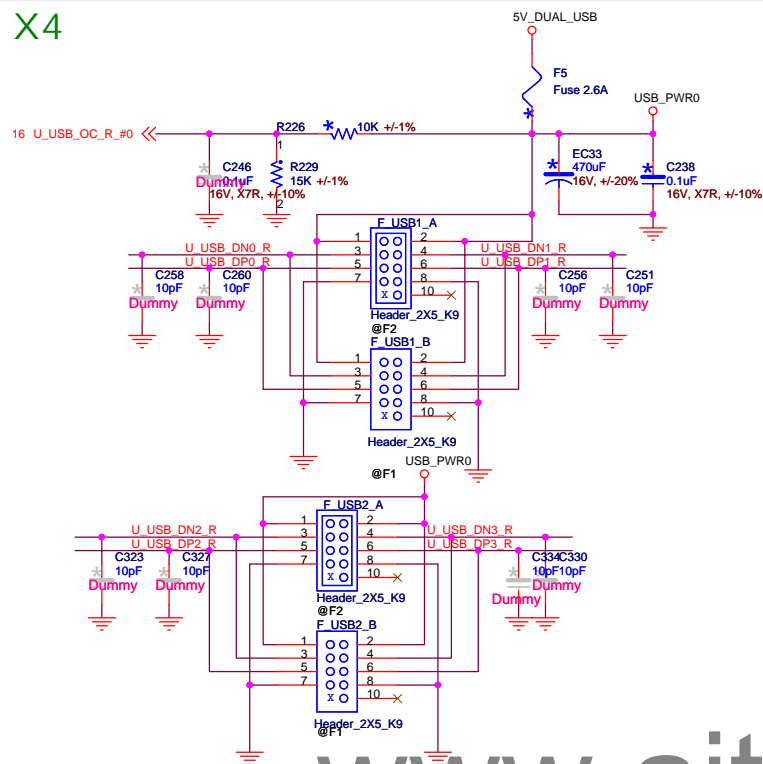 X4
5V_DUAL_USB
F5
Fuse 2.6A
USB_PWR0
16 U_USB_OC_R_#0
R226
10K +/-1%
1
C246
0.1uF
Dummy
16V, X7R, +/-10%
R229
15K +/-1%
2
EC33
470uF
16V, +/-20%
C238
0.1uF
16V, X7R, +/-10%
F_USB1_A
1 2
U_USB_DN0_R 3 4 U_USB_DN1_R
U_USB_DP0_R 5 6 U_USB_DP1_R
7 8
X 10
C258
10pF
Dummy
C260
10pF
Dummy
C256
10pF
Dummy
C251
10pF
Dummy
Header_2X5_K9
@F2
F_USB1_B
1 2
3 4
5 6
7 8
X 10
Header_2X5_K9
@F1
USB_PWR0
F_USB2_A
1 2
U_USB_DN2_R 3 4 U_USB_DN3_R
U_USB_DP2_R 5 6 U_USB_DP3_R
7 8
X 10
C323
10pF
Dummy
C327
10pF
Dummy
C334
10pF
Dummy
C330
10pF
Dummy
Header_2X5_K9
@F2
F_USB2_B
1 2
3 4
5 6
7 8
X 10
Header_2X5_K9
@F1